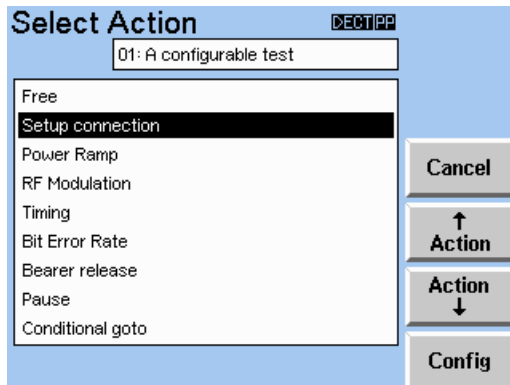 Select Action
DECT PP
01: A configurable test
Free
Setup connection
Power Ramp
RF Modulation
Timing
Bit Error Rate
Bearer release
Pause
Conditional goto
Cancel
↑
Action
Action
↓
Config